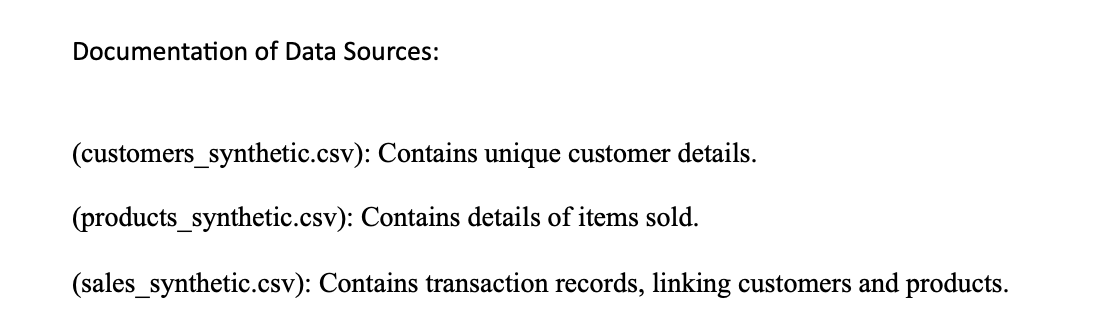 Documentation of Data Sources:
(customers_synthetic.csv): Contains unique customer details.
(products_synthetic.csv): Contains details of items sold.
(sales_synthetic.csv): Contains transaction records, linking customers and products.